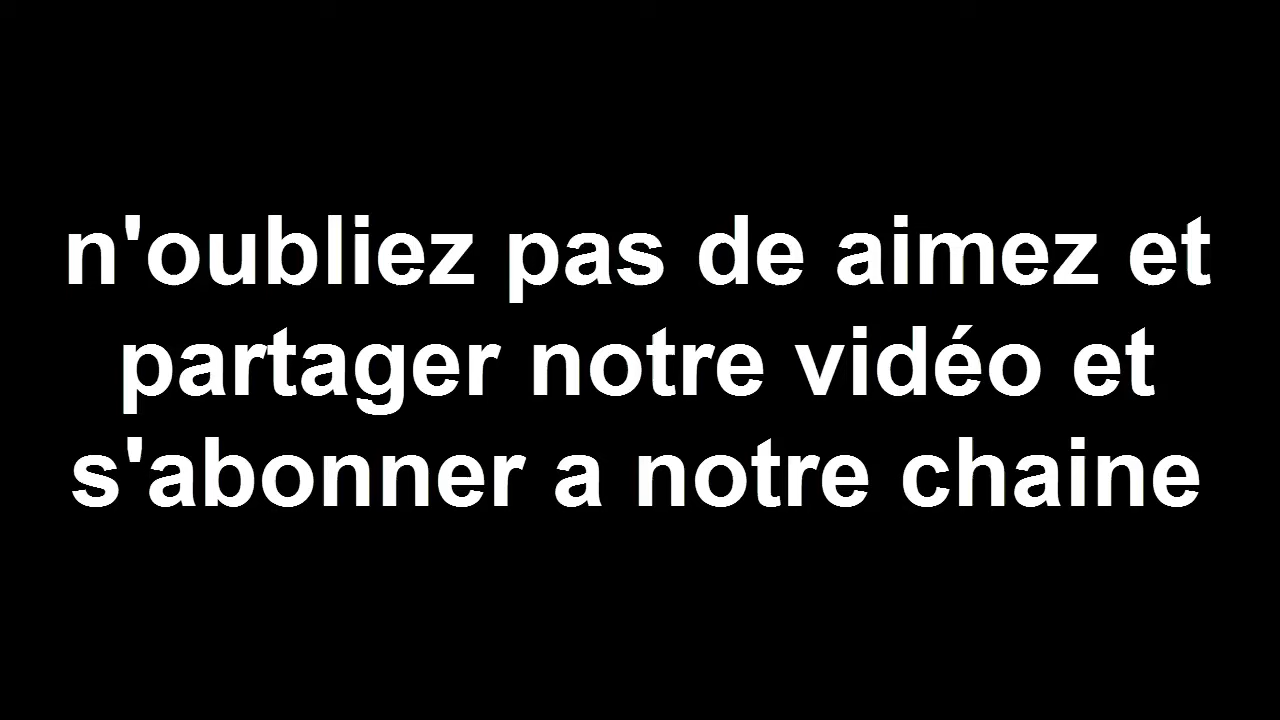 n'oubliez pas de aimez et
partager notre vidéo et
s'abonner a notre chaine